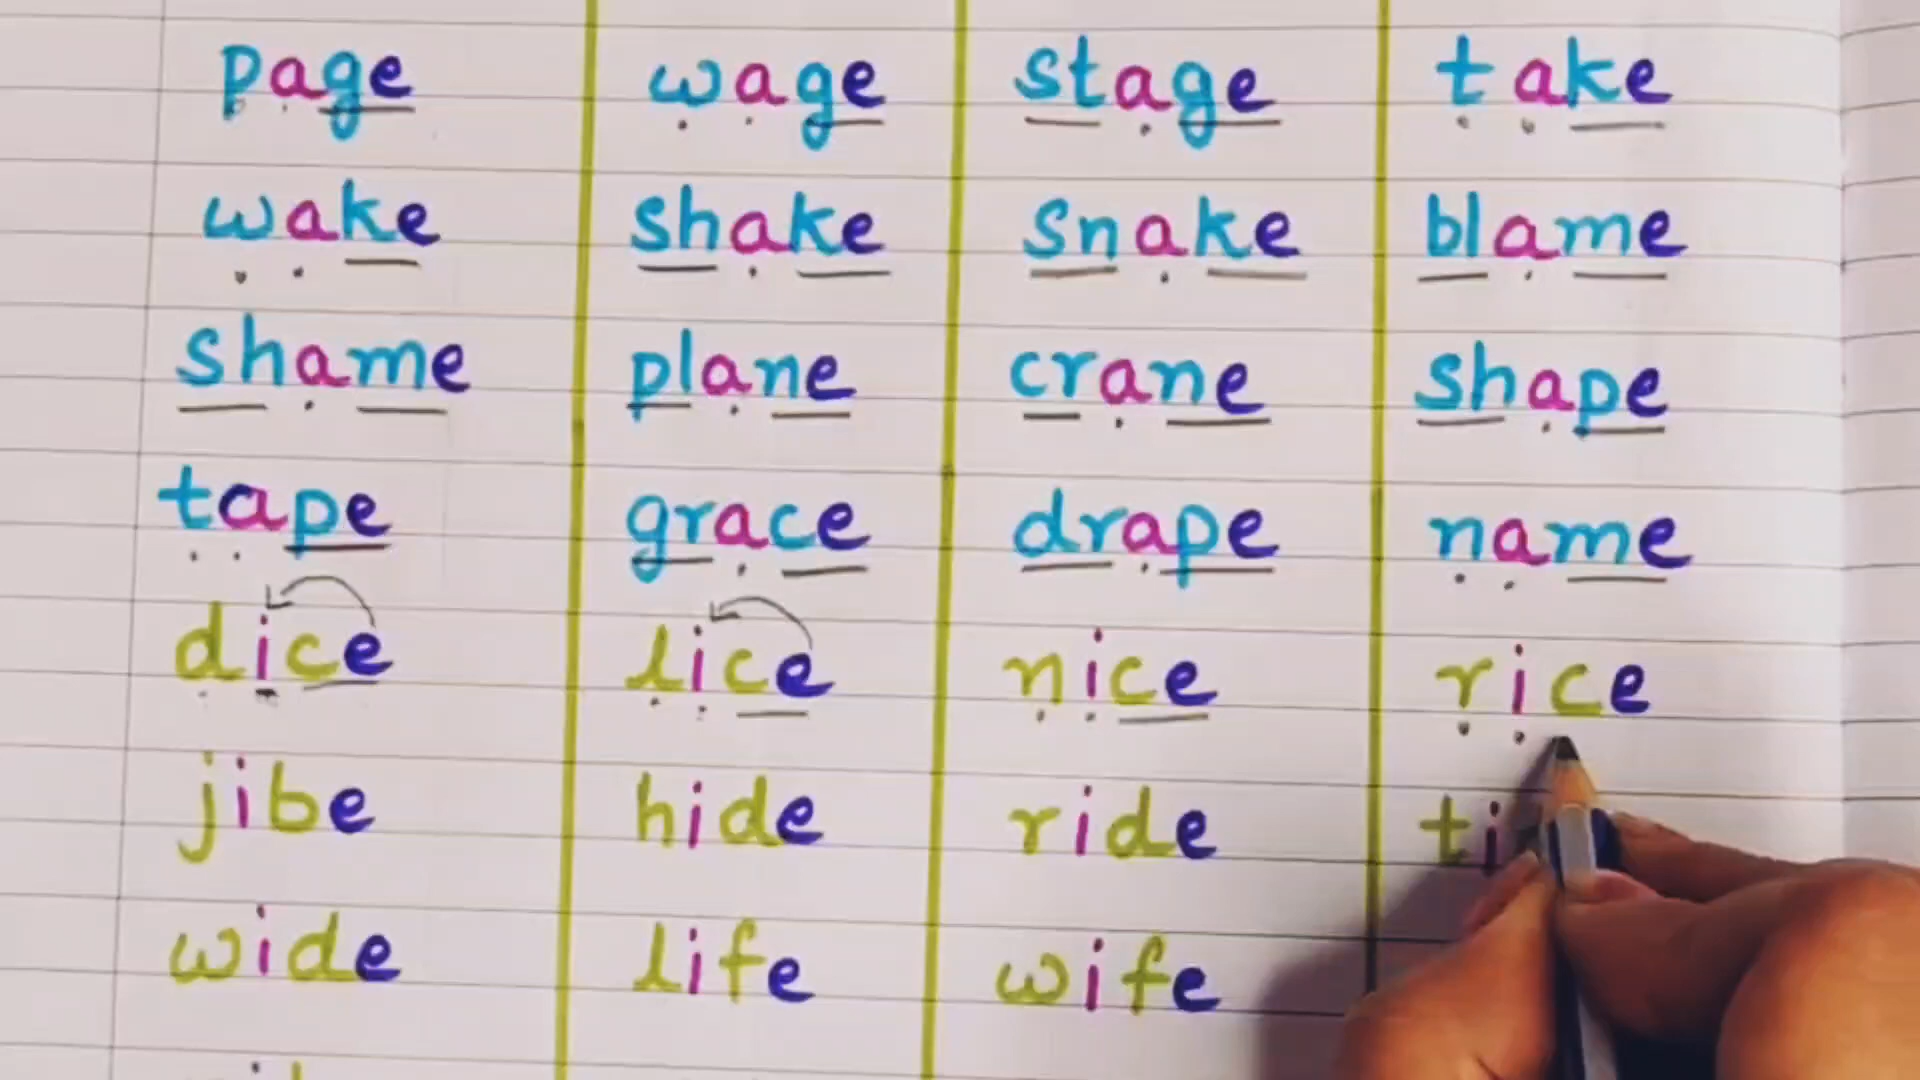 page wage stage take
wake shake snake blame
shame plane crane shape
tape grace drape name
dice lice nice rice
jibe hide ride
wide life wife